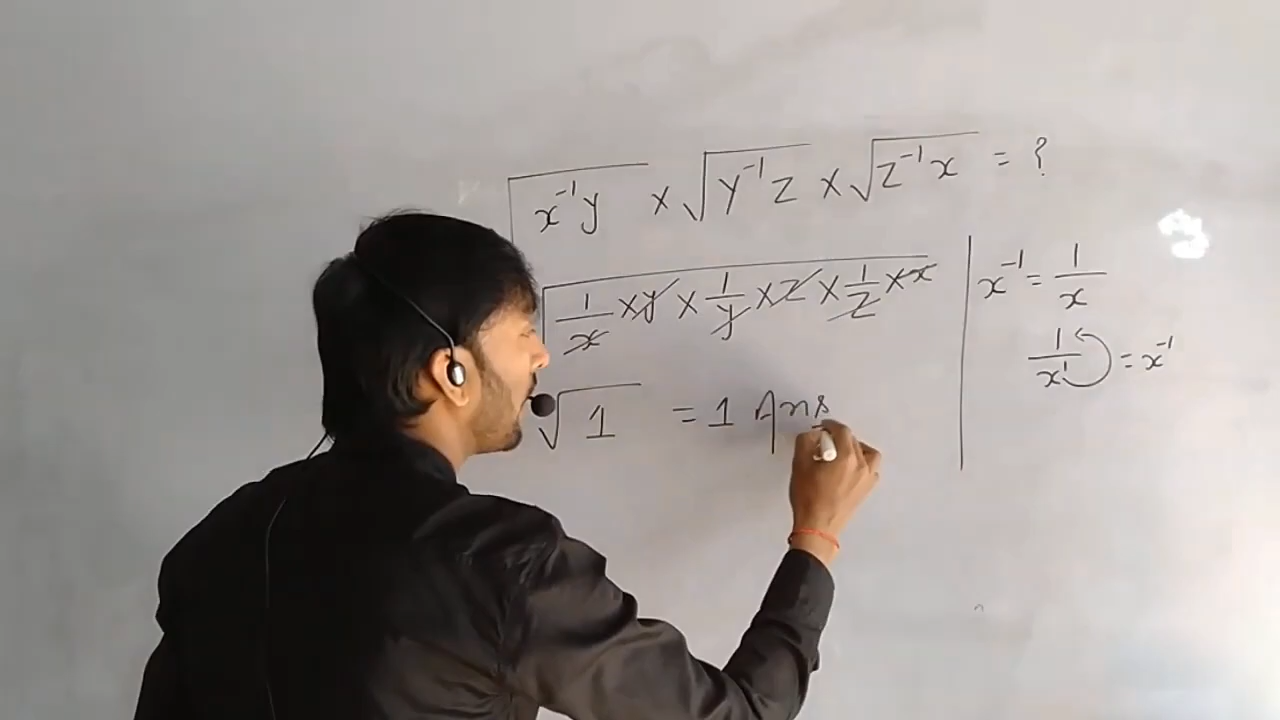 √x⁻¹y × √y⁻¹z × √z⁻¹x = ?
√1/x × y × 1/y × z × 1/z × x
√1 = 1 Ans
x⁻¹ = 1/x
1/x¹ = x⁻¹